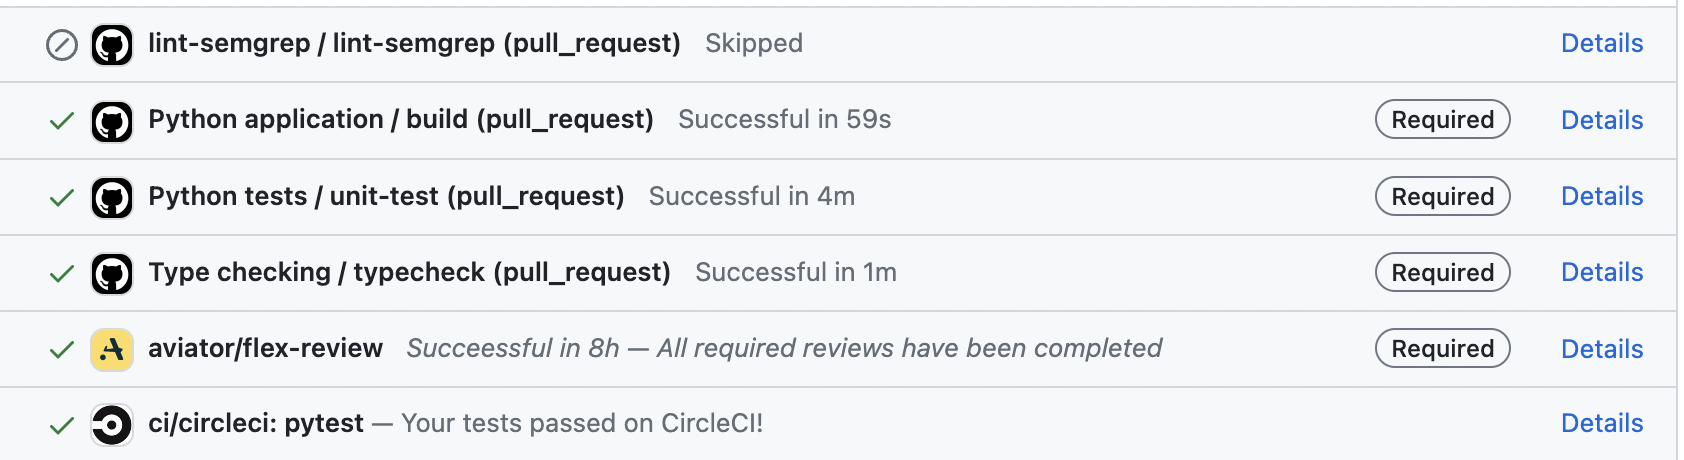 lint-semgrep / lint-semgrep (pull_request) Skipped Details
Python application / build (pull_request) Successful in 59s Required Details
Python tests / unit-test (pull_request) Successful in 4m Required Details
Type checking / typecheck (pull_request) Successful in 1m Required Details
aviator/flex-review Succeessful in 8h — All required reviews have been completed Required Details
ci/circleci: pytest — Your tests passed on CircleCI! Details